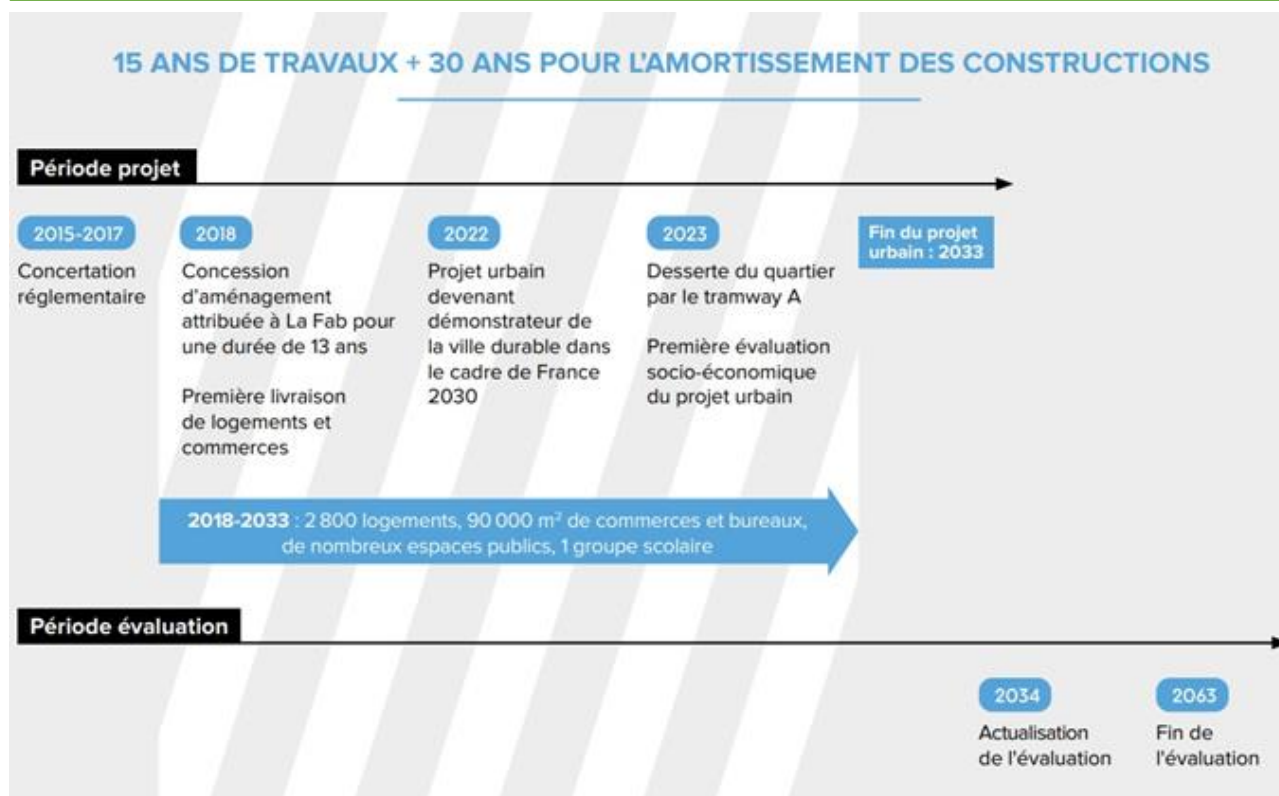 15 ANS DE TRAVAUX + 30 ANS POUR L'AMORTISSEMENT DES CONSTRUCTIONS
Période projet
2015-2017
Concertation
réglementaire
2018
Concession
d'aménagement
attribuée à La Fab pour
une durée de 13 ans
Première livraison
de logements et
commerces
2022
Projet urbain
devenant
démonstrateur de
la ville durable dans
le cadre de France
2030
2023
Desserte du quartier
par le tramway A
Première évaluation
socio-économique
du projet urbain
Fin du projet
urbain : 2033
2018-2033 : 2 800 logements, 90 000 m² de commerces et bureaux,
de nombreux espaces publics, 1 groupe scolaire
Période évaluation
2034
Actualisation
de l'évaluation
2063
Fin de
l'évaluation